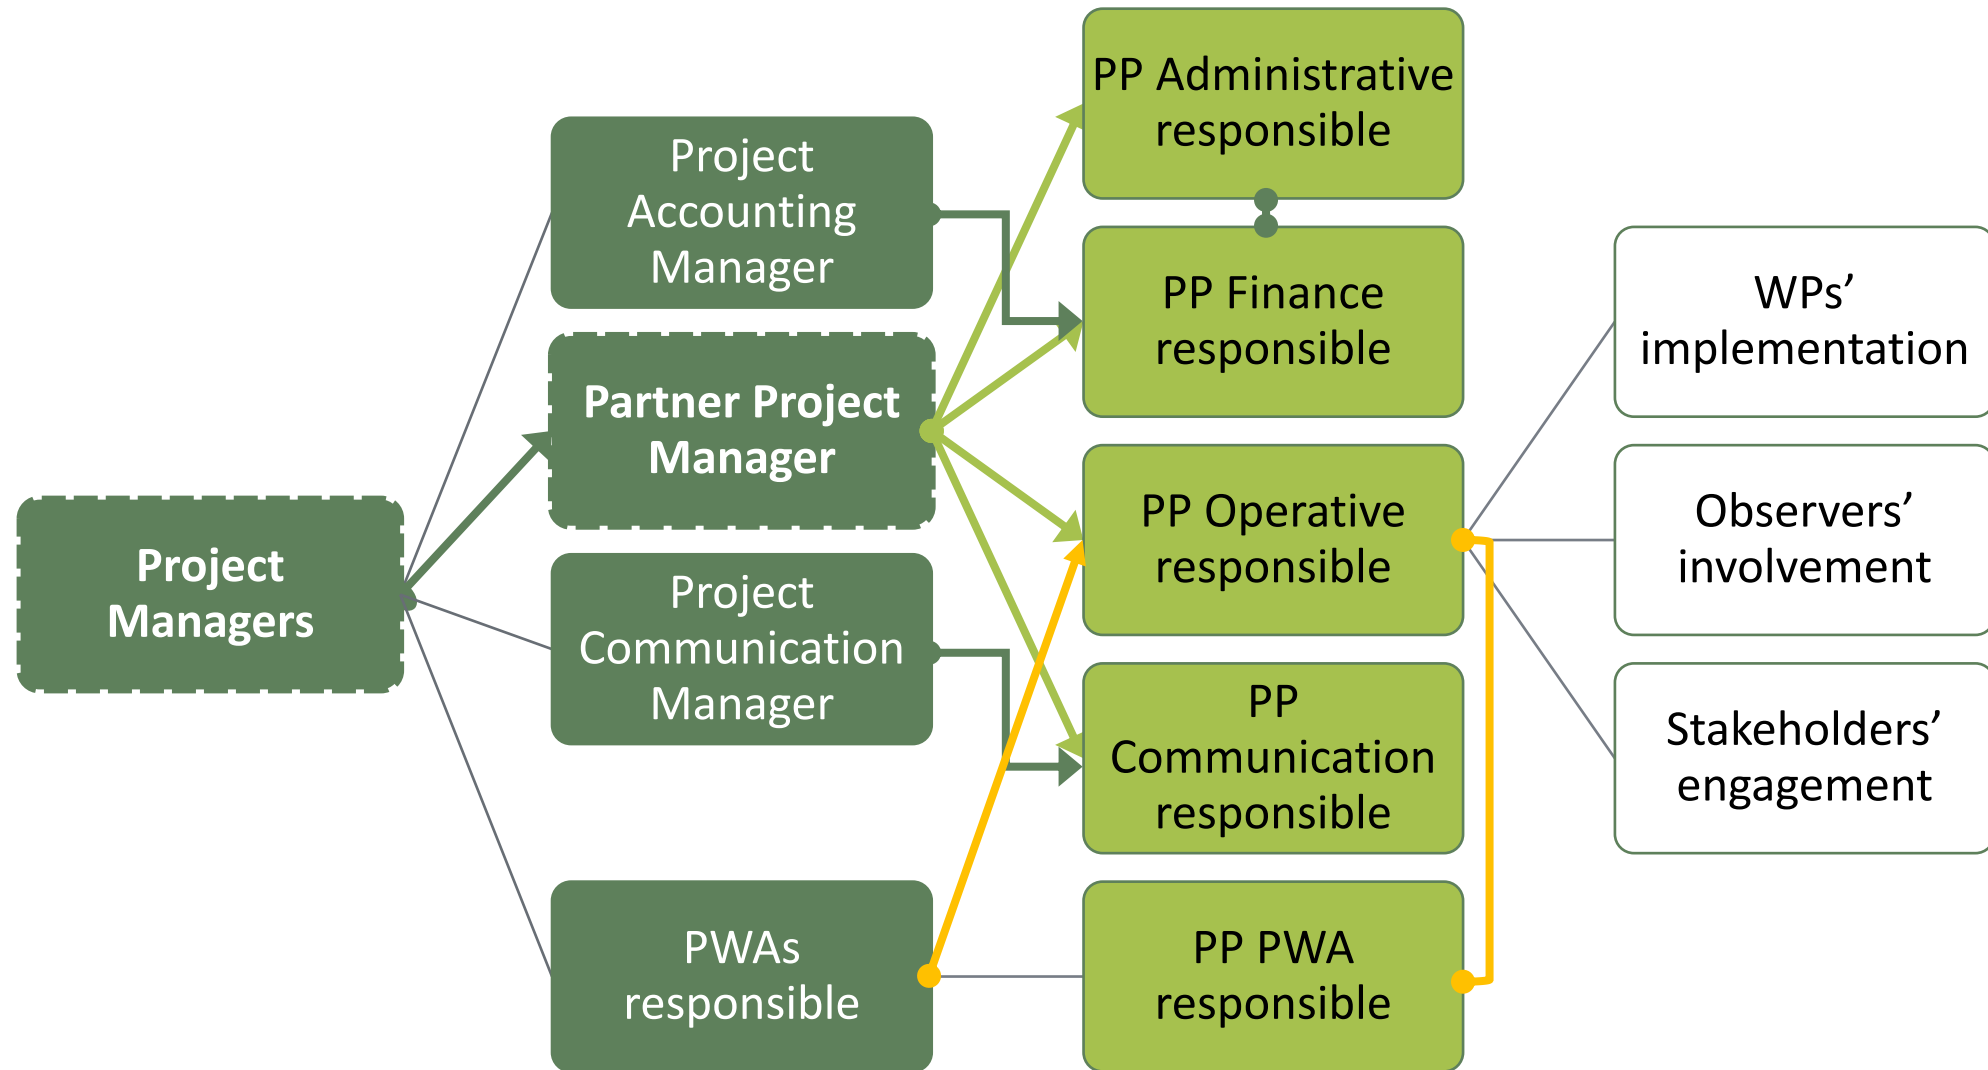 Project
Managers
Project
Accounting
Manager
Partner Project
Manager
Project
Communication
Manager
PWAs
responsible
PP Administrative
responsible
PP Finance
responsible
PP Operative
responsible
PP
Communication
responsible
PP PWA
responsible
WPs’
implementation
Observers’
involvement
Stakeholders’
engagement